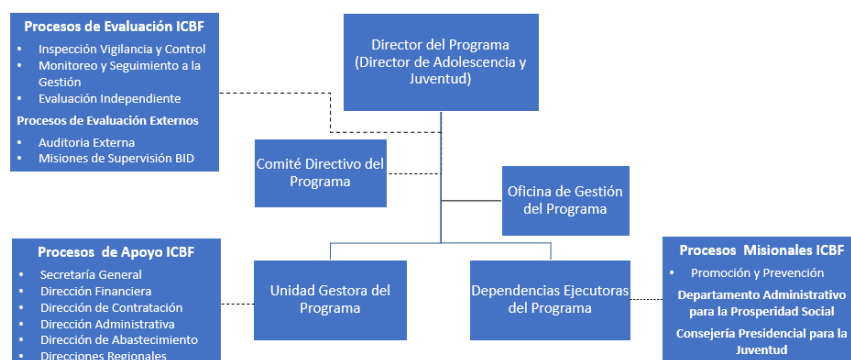 Procesos de Evaluación ICBF
• Inspección Vigilancia y Control
• Monitoreo y Seguimiento a la
Gestión
• Evaluación Independiente
Procesos de Evaluación Externos
• Auditoria Externa
• Misiones de Supervisión BID
Director del Programa
(Director de Adolescencia y
Juventud)
Comité Directivo del
Programa
Oficina de Gestión
del Programa
Procesos de Apoyo ICBF
• Secretaría General
• Dirección Financiera
• Dirección de Contratación
• Dirección Administrativa
• Dirección de Abastecimiento
• Direcciones Regionales
Unidad Gestora del
Programa
Dependencias Ejecutoras
del Programa
Procesos Misionales ICBF
• Promoción y Prevención
Departamento Administrativo
para la Prosperidad Social
Consejería Presidencial para la
Juventud